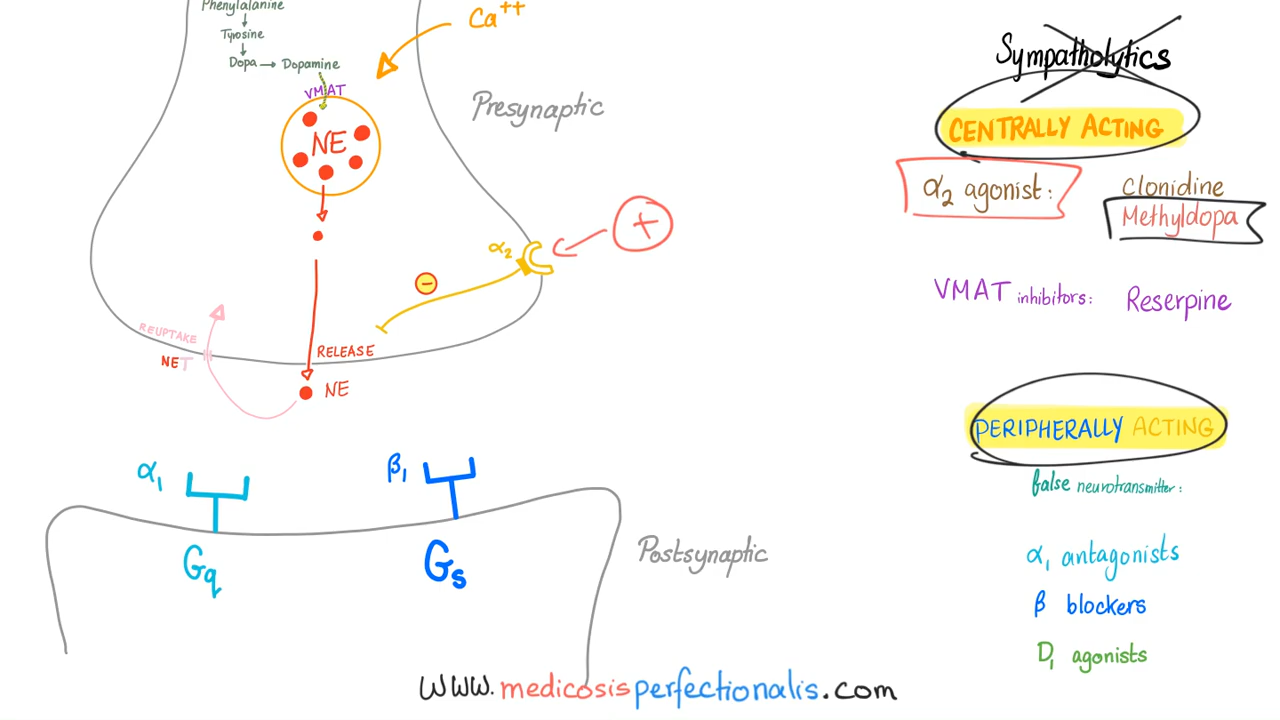 Phenylalanine
Tyrosine
Dopa → Dopamine
VMAT
NE
Ca++
Presynaptic
α2
+
−
REUPTAKE
NET
RELEASE
NE
α1
β1
Gq
Gs
Postsynaptic
Sympatholytics
CENTRALLY ACTING
α2 agonist: Clonidine
Methyldopa
VMAT inhibitors: Reserpine
PERIPHERALLY ACTING
false neurotransmitter:
α1 antagonists
β blockers
D1 agonists
www.medicosisperfectionalis.com